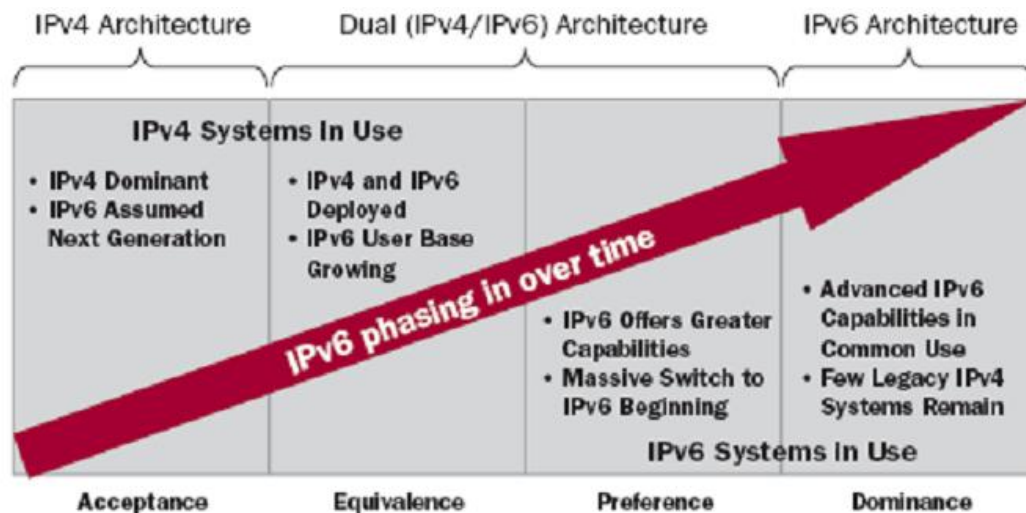 IPv4 Architecture
Dual (IPv4/IPv6) Architecture
IPv6 Architecture
IPv4 Systems In Use
• IPv4 Dominant
• IPv6 Assumed
Next Generation
• IPv4 and IPv6
Deployed
• IPv6 User Base
Growing
IPv6 phasing in over time
• IPv6 Offers Greater
Capabilities
• Massive Switch to
IPv6 Beginning
• Advanced IPv6
Capabilities in
Common Use
• Few Legacy IPv4
Systems Remain
IPv6 Systems In Use
Acceptance
Equivalence
Preference
Dominance